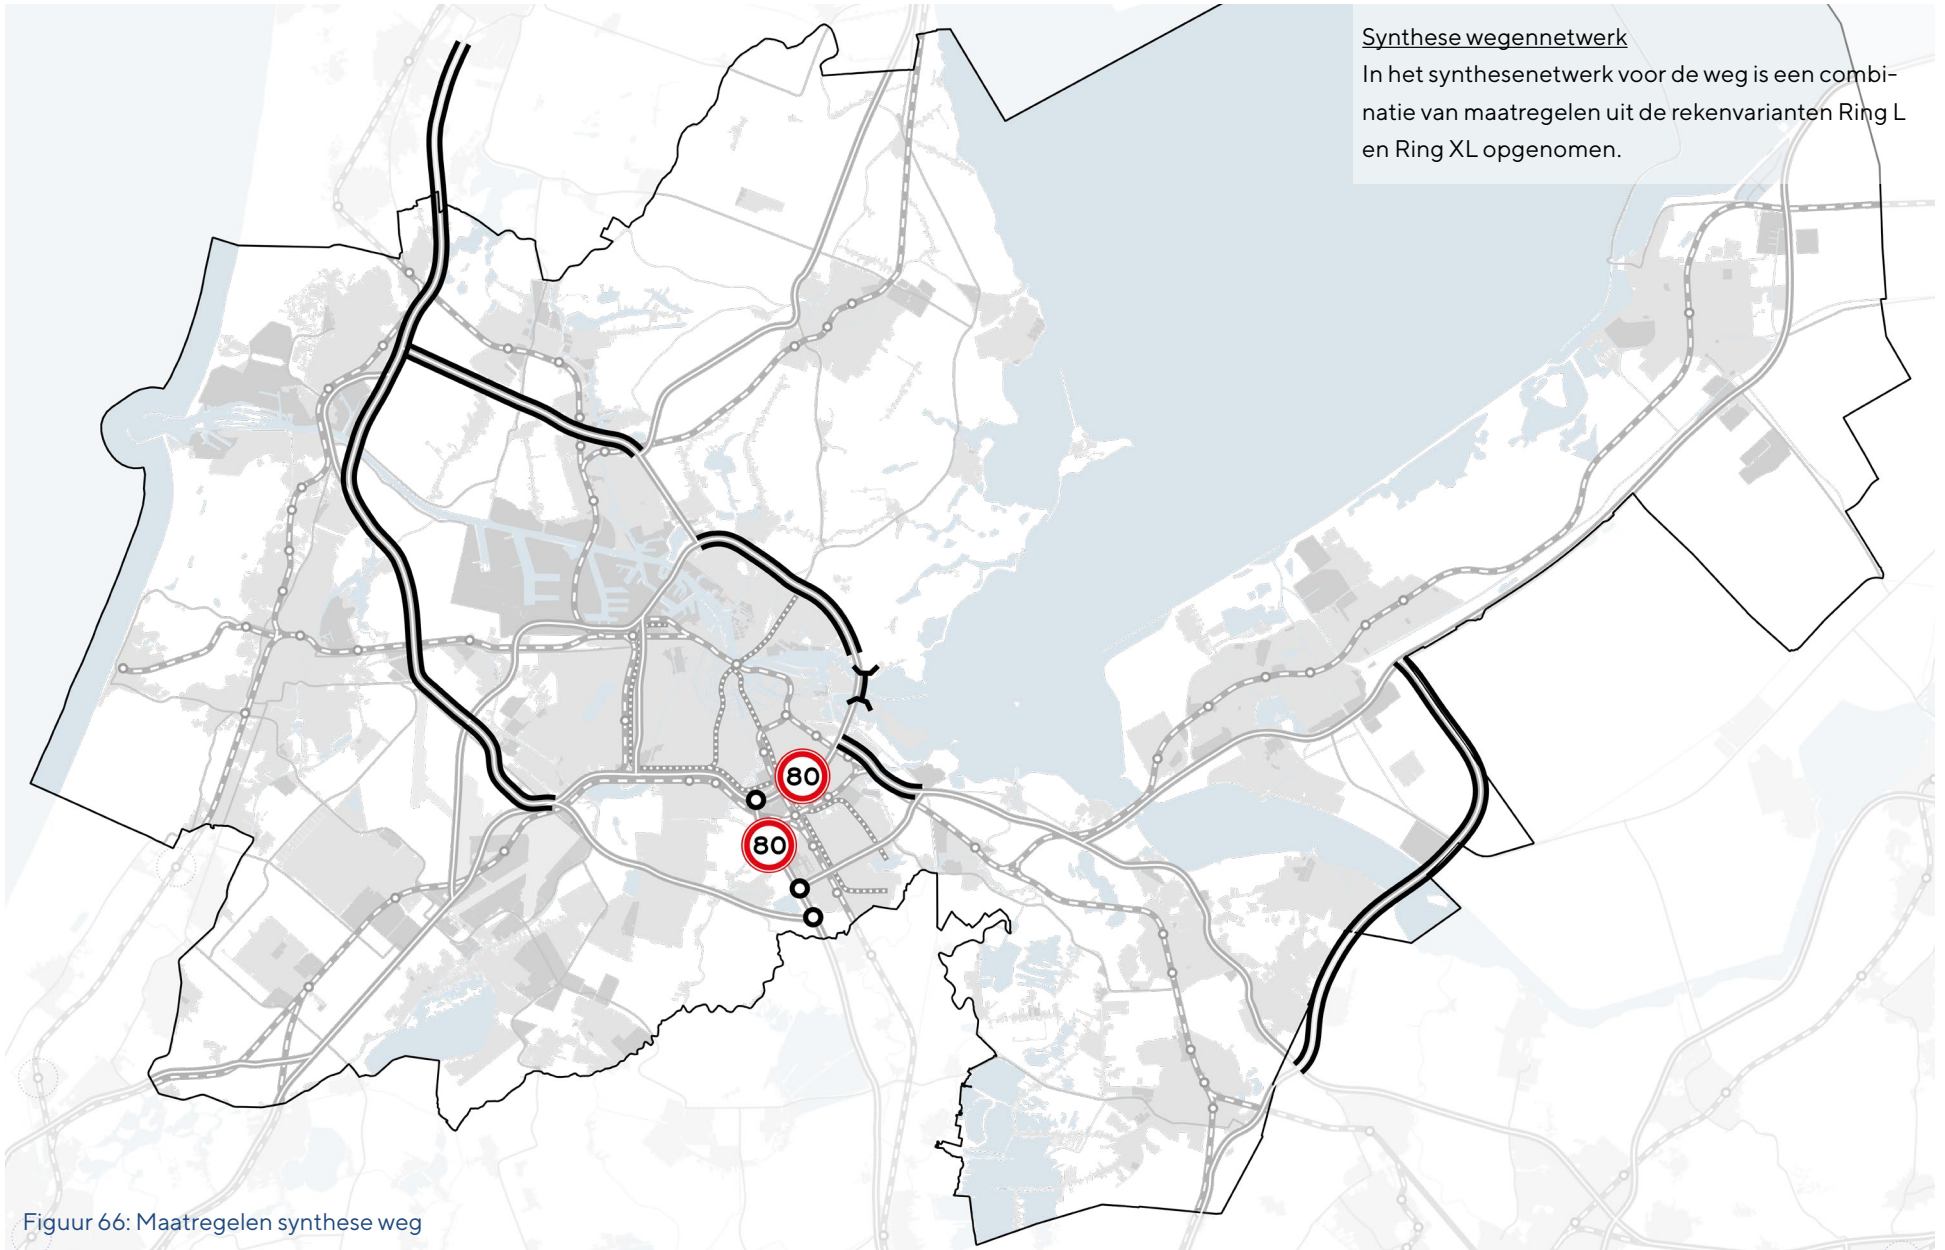 Synthese wegennetwerk
In het synthesenetwerk voor de weg is een combi-
natie van maatregelen uit de rekenvarianten Ring L
en Ring XL opgenomen.
80
80
Figuur 66: Maatregelen synthese weg